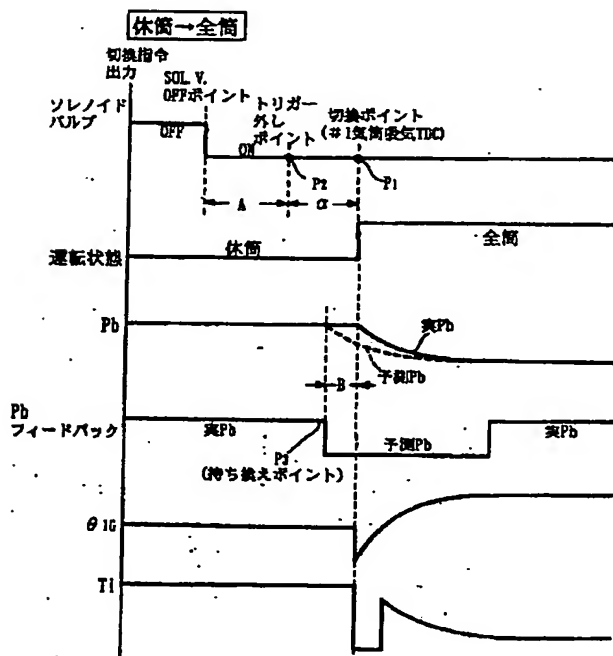 休筒→全筒
切換指令
出力
SOL V.
OFFポイント
トリガー
外し
ポイント
切換ポイント
(#1気筒吸気TDC)
ソレノイド
バルブ
OFF
ON
P2
P1
A
α
運転状態
休筒
全筒
Pb
実Pb
予測Pb
B
Pb
フィードバック
実Pb
予測Pb
実Pb
P3
(持ち換えポイント)
θIG
TI